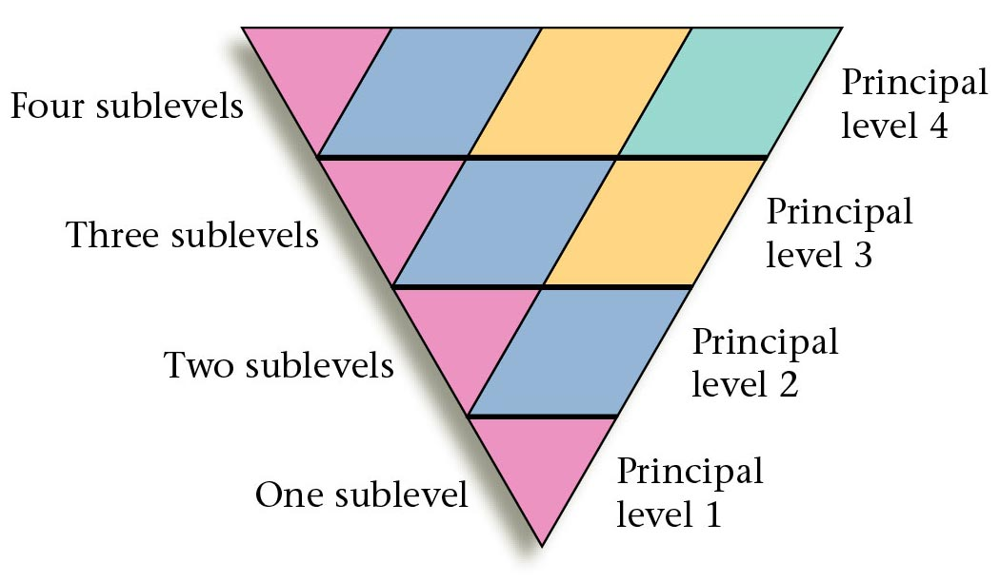 Four sublevels
Principal
level 4
Three sublevels
Principal
level 3
Two sublevels
Principal
level 2
One sublevel
Principal
level 1